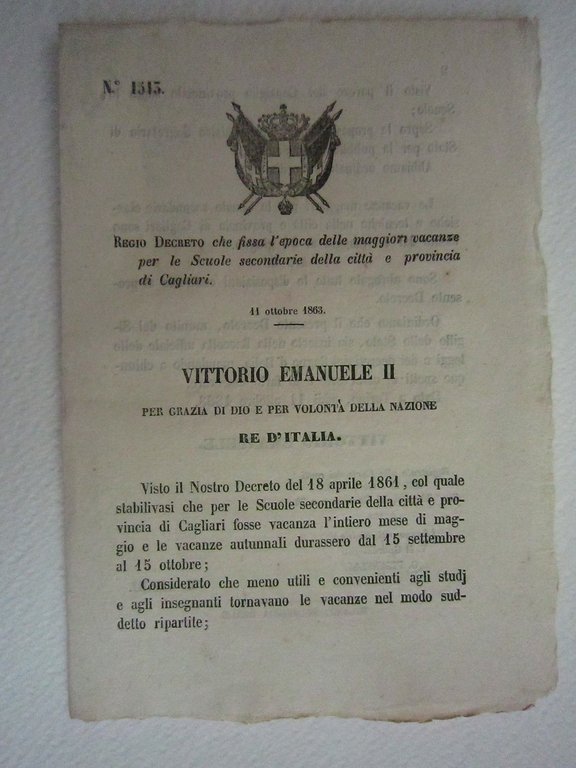 N.° 1515.
REGIO DECRETO che fissa l'epoca delle maggiori vacanze
per le Scuole secondarie della città e provincia
di Cagliari.
11 ottobre 1863.
VITTORIO EMANUELE II
PER GRAZIA DI DIO E PER VOLONTÀ DELLA NAZIONE
RE D'ITALIA.
Visto il Nostro Decreto del 18 aprile 1861, col quale
stabilivasi che per le Scuole secondarie della città e pro-
vincia di Cagliari fosse vacanza l'intiero mese di mag-
gio e le vacanze autunnali durassero dal 15 settembre
al 15 ottobre;
Considerato che meno utili e convenienti agli studj
e agli insegnanti tornavano le vacanze nel modo sud-
detto ripartite;